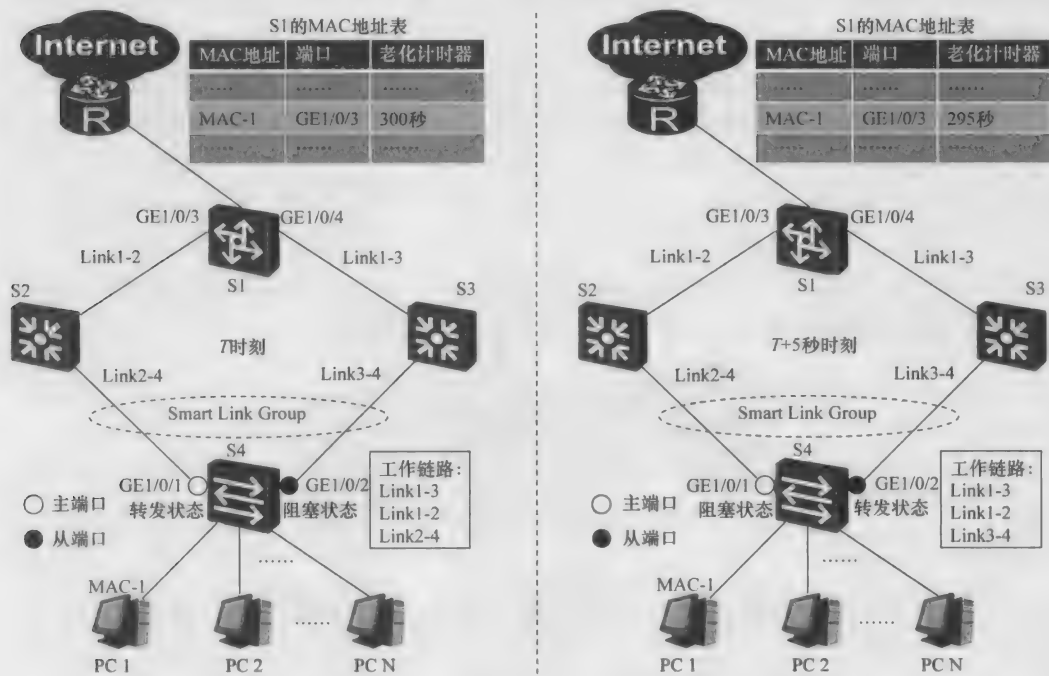 S1的MAC地址表
Internet
MAC地址 端口 老化计时器
…… …… ……
MAC-1 GE1/0/3 300秒
…… …… ……
R
GE1/0/3
GE1/0/4
S1
Link1-2
Link1-3
S2
S3
T时刻
Link2-4
Link3-4
Smart Link Group
S4
GE1/0/1
GE1/0/2
转发状态
阻塞状态
主端口
从端口
工作链路:
Link1-3
Link1-2
Link2-4
……
MAC-1
……
PC 1
PC 2
PC N
S1的MAC地址表
Internet
MAC地址 端口 老化计时器
…… …… ……
MAC-1 GE1/0/3 295秒
…… …… ……
R
GE1/0/3
GE1/0/4
S1
Link1-2
Link1-3
S2
S3
T+5秒时刻
Link2-4
Link3-4
Smart Link Group
S4
GE1/0/1
GE1/0/2
阻塞状态
转发状态
主端口
从端口
工作链路:
Link1-3
Link1-2
Link3-4
……
MAC-1
……
PC 1
PC 2
PC N